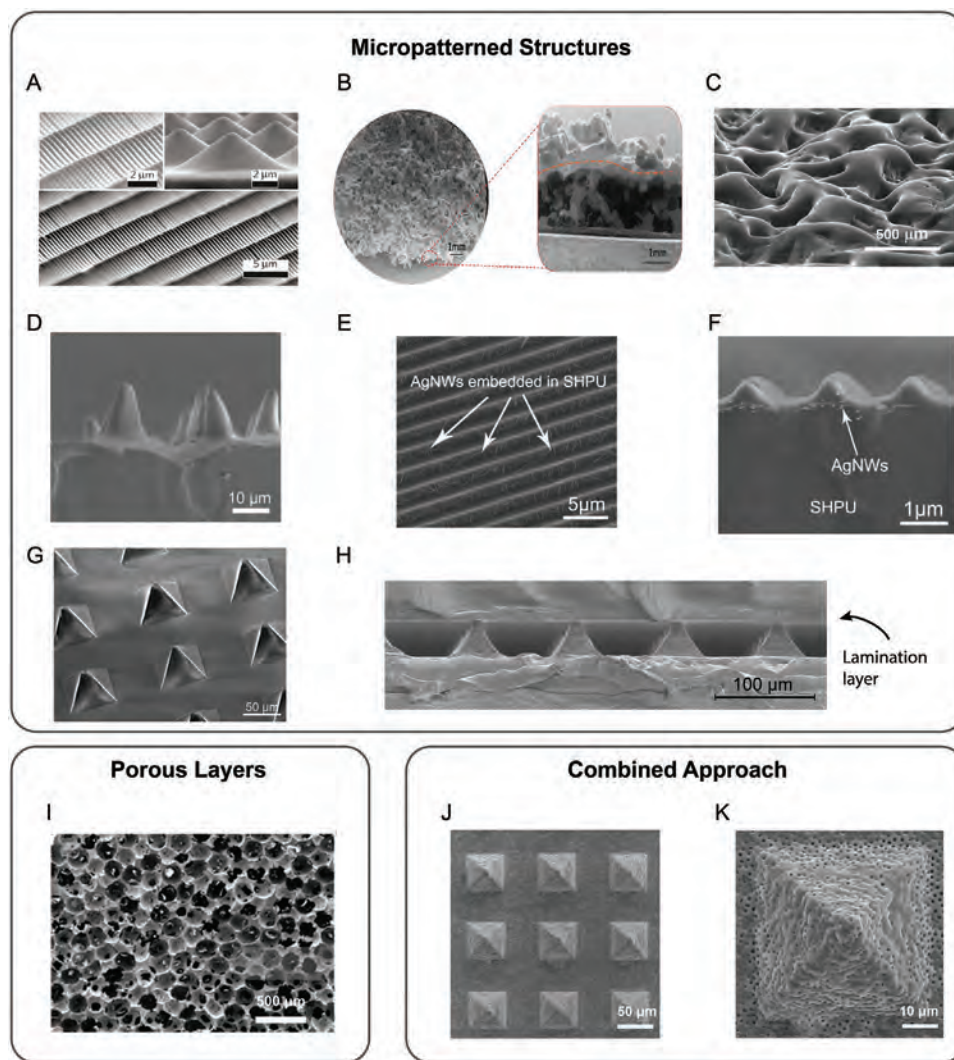 Micropatterned Structures
A
B
C
2 μm
2 μm
5 μm
1mm
1mm
500 μm
D
E
F
10 μm
AgNWs embedded in SHPU
5μm
AgNWs
SHPU
1μm
G
H
50 μm
100 μm
Lamination
layer
Porous Layers
I
500 μm
Combined Approach
J
K
50 μm
10 μm